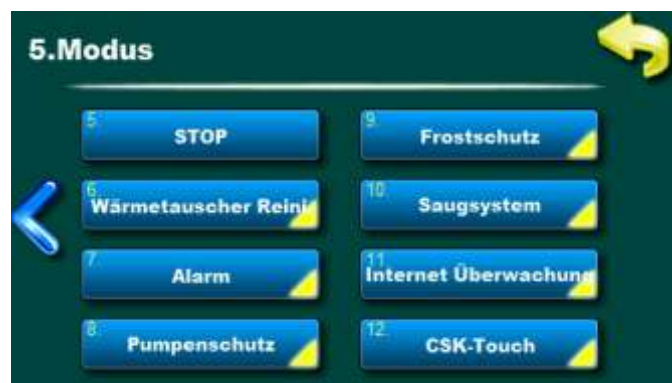 5.Modus
5. STOP
9. Frostschutz
6. Wärmetauscher Reini
10 Saugsystem
7 Alarm
11 Internet Überwachung
8. Pumpenschutz
12. CSK-Touch